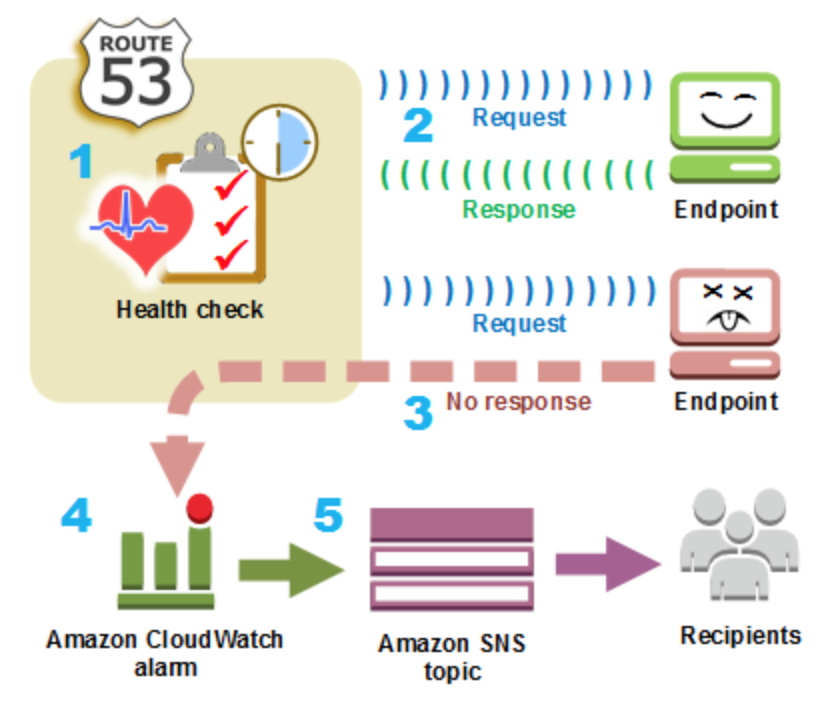 ROUTE
53
1
2
Request
Response
Endpoint
Health check
Request
3
No response
Endpoint
4
5
Amazon CloudWatch
alarm
Amazon SNS
topic
Recipients